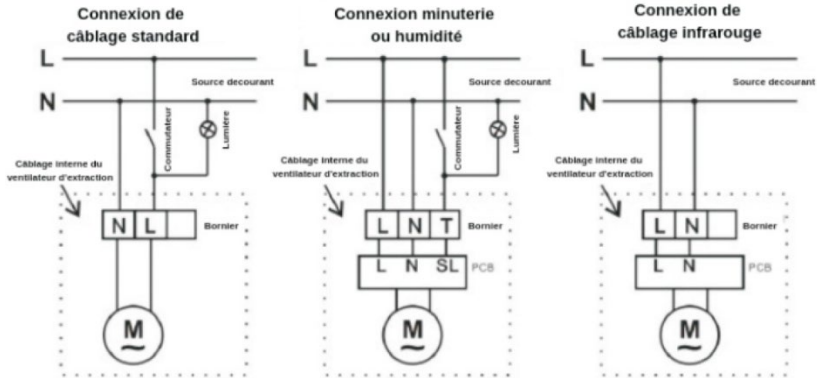 Connexion de
câblage standard
L
Source decourant
N
Commutateur
Lumière
Câblage interne du
ventilateur d'extraction
N L
Bornier
M
~
Connexion minuterie
ou humidité
L
Source decourant
N
Commutateur
Lumière
Câblage interne du
ventilateur d'extraction
L N T
Bornier
L N SL
PCB
M
~
Connexion de
câblage infrarouge
L
Source decourant
N
Câblage interne du
ventilateur d'extraction
L N
Bornier
L N
PCB
M
~